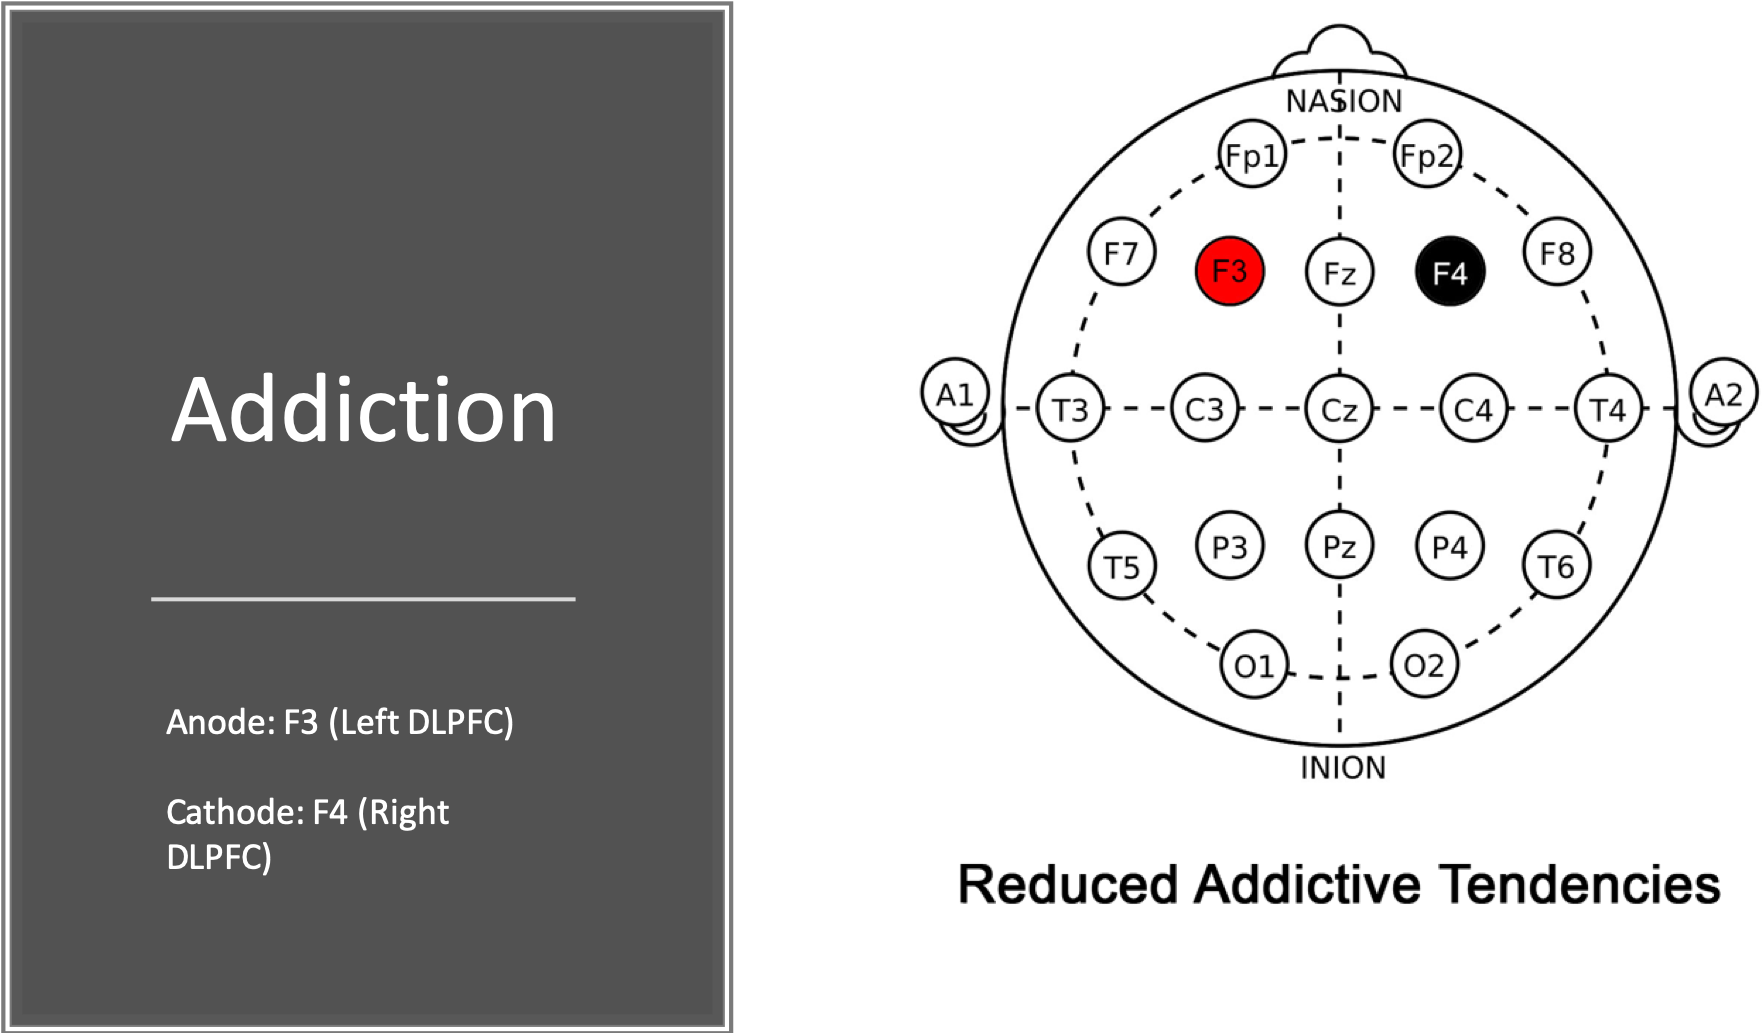 Addiction
Anode: F3 (Left DLPFC)
Cathode: F4 (Right
DLPFC)
NASION
Fp1 Fp2
F7 F3 Fz F4 F8
A1 T3 C3 Cz C4 T4 A2
T5 P3 Pz P4 T6
O1 O2
INION
Reduced Addictive Tendencies